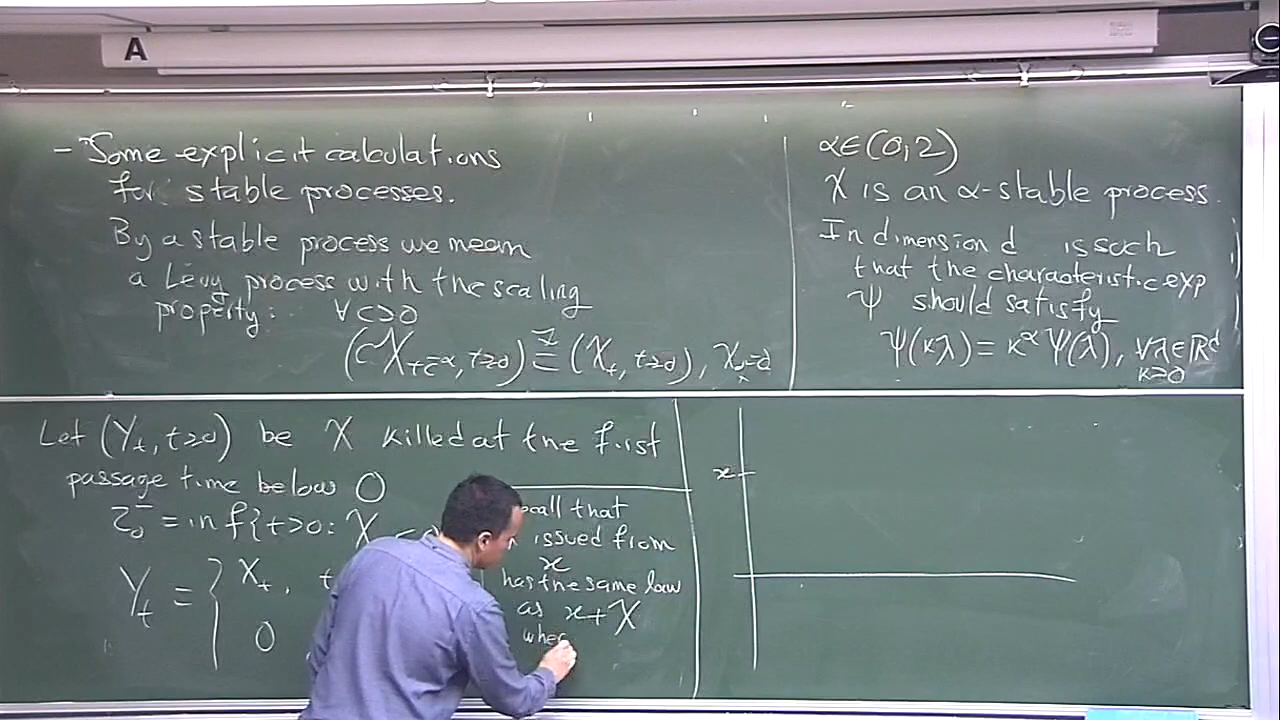 A
- Some explicit calculations
for stable processes.
By a stable process we mean
a Lévy process with the scaling
property: ∀c>0
(cX_{tc^{-α}}, t≥0) =^{L} (X_t, t≥0), X_0=0
α∈(0,2)
X is an α-stable process.
In dimension d is such
that the characteristic exp
Ψ should satisfy
Ψ(κλ) = κ^α Ψ(λ), ∀λ∈ℝ^d
κ>0
Let (Y_t, t≥0) be X killed at the first
passage time below 0
τ_0^- = inf{t>0: X
Y_t = { X_t,
0
that
issued from
x
has the same law
as x+X
x